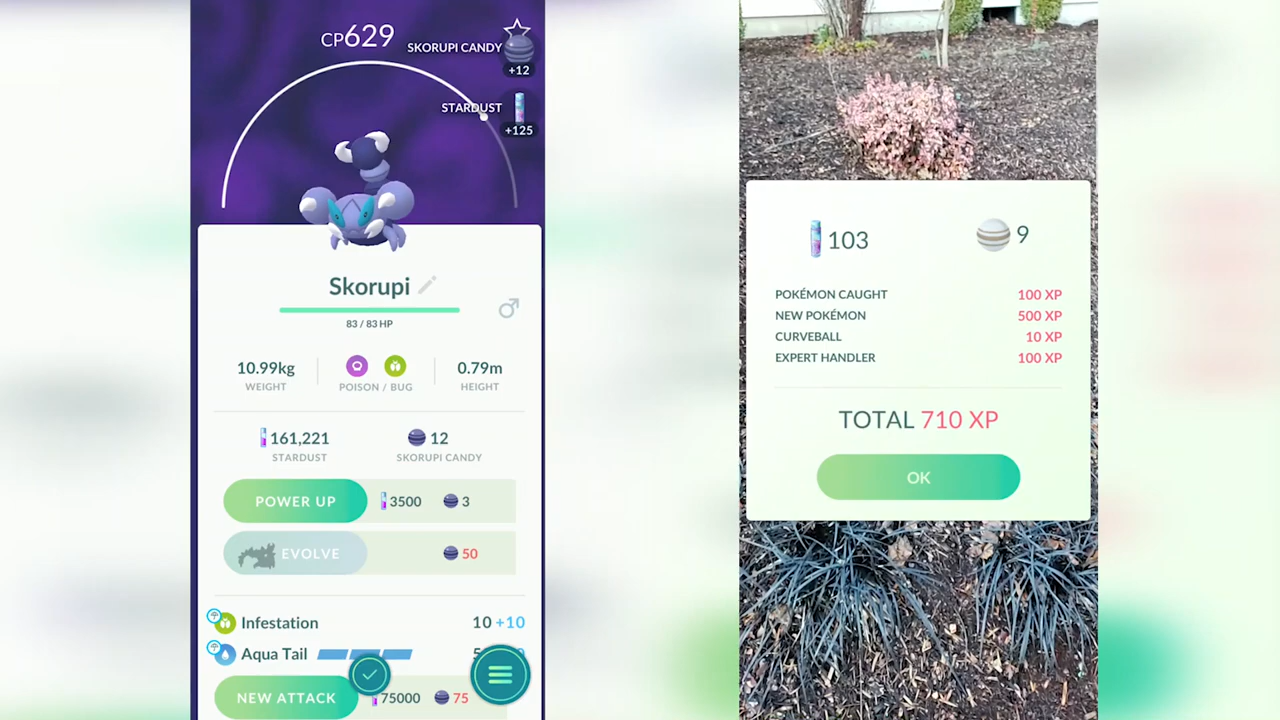 CP629
SKORUPI CANDY
+12
STARDUST
+125
Skorupi
83 / 83 HP
10.99kg
WEIGHT
POISON / BUG
0.79m
HEIGHT
161,221
STARDUST
12
SKORUPI CANDY
POWER UP
3500
3
EVOLVE
50
Infestation
10 +10
Aqua Tail
NEW ATTACK
75000
75
103
9
POKÉMON CAUGHT 100 XP
NEW POKÉMON 500 XP
CURVEBALL 10 XP
EXPERT HANDLER 100 XP
TOTAL 710 XP
OK